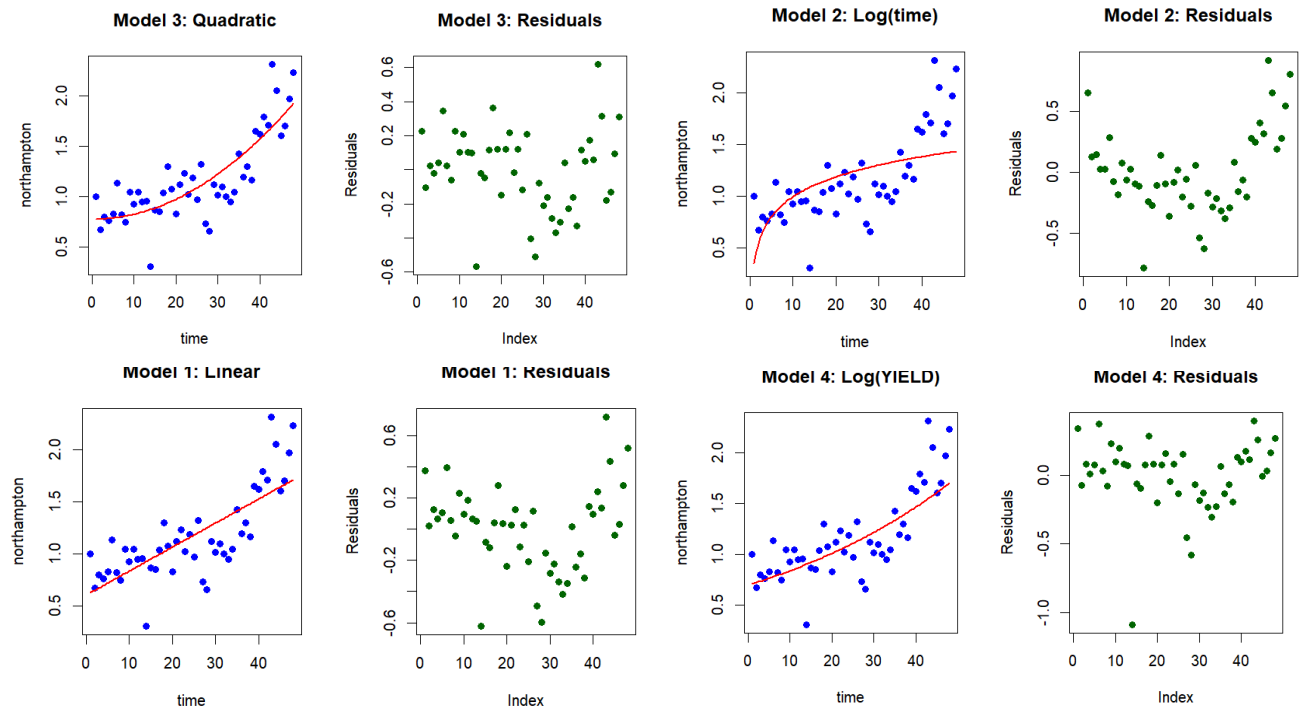 Model 3: Quadratic
northampton
2.0
1.5
1.0
0.5
0 10 20 30 40
time
Model 3: Residuals
Residuals
0.6
0.2
-0.2
-0.6
0 10 20 30 40
Index
Model 2: Log(time)
northampton
2.0
1.5
1.0
0.5
0 10 20 30 40
time
Model 2: Residuals
Residuals
0.5
0.0
-0.5
0 10 20 30 40
Index
Model 1: Linear
northampton
2.0
1.5
1.0
0.5
0 10 20 30 40
time
Model 1: Residuals
Residuals
0.6
0.2
-0.2
-0.6
0 10 20 30 40
Index
Model 4: Log(YIELD)
northampton
2.0
1.5
1.0
0.5
0 10 20 30 40
time
Model 4: Residuals
Residuals
0.0
-0.5
-1.0
0 10 20 30 40
Index